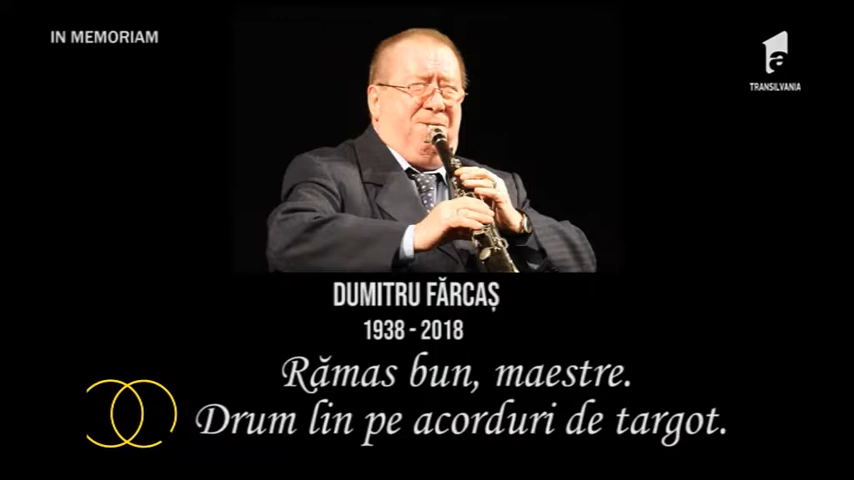 IN MEMORIAM
a
TRANSILVANIA
DUMITRU FĂRCAȘ
1938 - 2018
Rămas bun, maestre.
Drum lin pe acorduri de targot.